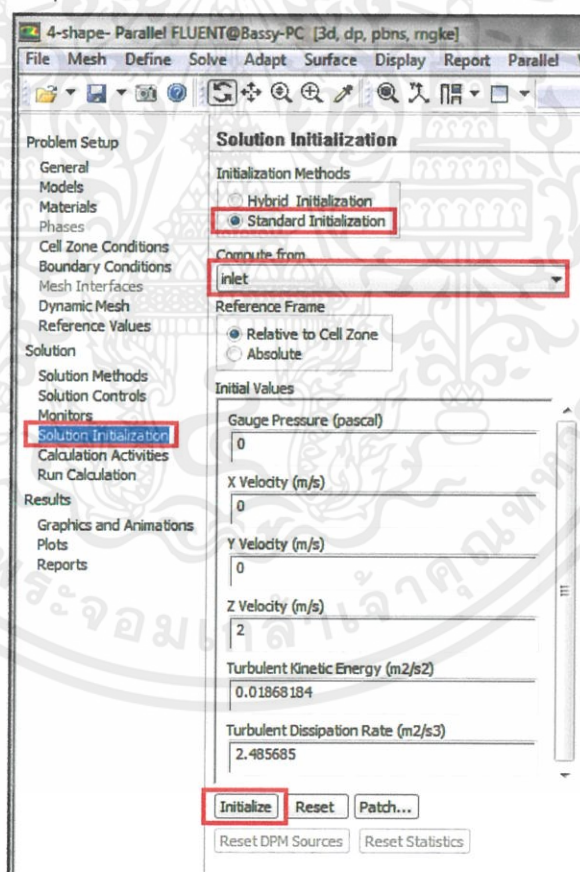 4-shape- Parallel FLUENT@Bassy-PC [3d, dp, pbns, rngke]
File Mesh Define Solve Adapt Surface Display Report Parallel
Problem Setup
General
Models
Materials
Phases
Cell Zone Conditions
Boundary Conditions
Mesh Interfaces
Dynamic Mesh
Reference Values
Solution
Solution Methods
Solution Controls
Monitors
Solution Initialization
Calculation Activities
Run Calculation
Results
Graphics and Animations
Plots
Reports
Solution Initialization
Initialization Methods
Hybrid Initialization
Standard Initialization
Compute from
inlet
Reference Frame
Relative to Cell Zone
Absolute
Initial Values
Gauge Pressure (pascal)
0
X Velocity (m/s)
0
Y Velocity (m/s)
0
Z Velocity (m/s)
2
Turbulent Kinetic Energy (m2/s2)
0.01868184
Turbulent Dissipation Rate (m2/s3)
2.485685
Initialize Reset Patch...
Reset DPM Sources Reset Statistics